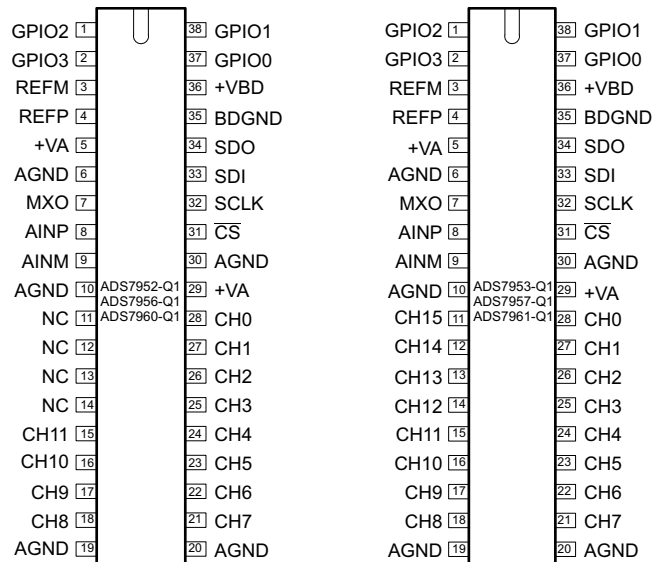 GPIO2 1 38 GPIO1
GPIO3 2 37 GPIO0
REFM 3 36 +VBD
REFP 4 35 BDGND
+VA 5 34 SDO
AGND 6 33 SDI
MXO 7 32 SCLK
AINP 8 31 C̅S̅
AINM 9 30 AGND
AGND 10 ADS7952-Q1 29 +VA
ADS7956-Q1
NC 11 ADS7960-Q1 28 CH0
NC 12 27 CH1
NC 13 26 CH2
NC 14 25 CH3
CH11 15 24 CH4
CH10 16 23 CH5
CH9 17 22 CH6
CH8 18 21 CH7
AGND 19 20 AGND
GPIO2 1 38 GPIO1
GPIO3 2 37 GPIO0
REFM 3 36 +VBD
REFP 4 35 BDGND
+VA 5 34 SDO
AGND 6 33 SDI
MXO 7 32 SCLK
AINP 8 31 C̅S̅
AINM 9 30 AGND
AGND 10 ADS7953-Q1 29 +VA
ADS7957-Q1
CH15 11 ADS7961-Q1 28 CH0
CH14 12 27 CH1
CH13 13 26 CH2
CH12 14 25 CH3
CH11 15 24 CH4
CH10 16 23 CH5
CH9 17 22 CH6
CH8 18 21 CH7
AGND 19 20 AGND